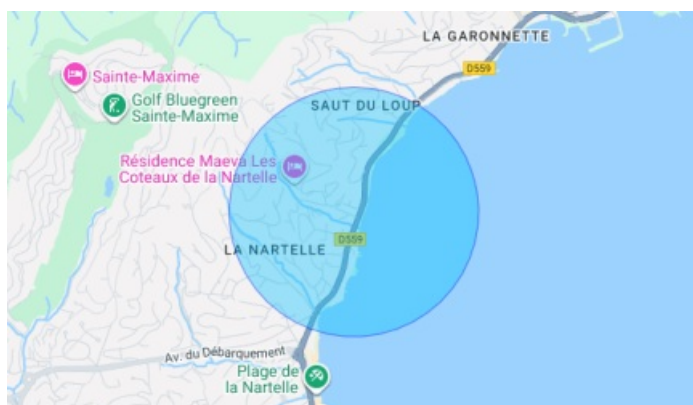 LA GARONNETTE
D559
Sainte-Maxime
Golf Bluegreen
Sainte-Maxime
SAUT DU LOUP
Résidence Maeva Les
Coteaux de la Nartelle
D559
LA NARTELLE
Av. du Débarquement
Plage de
la Nartelle